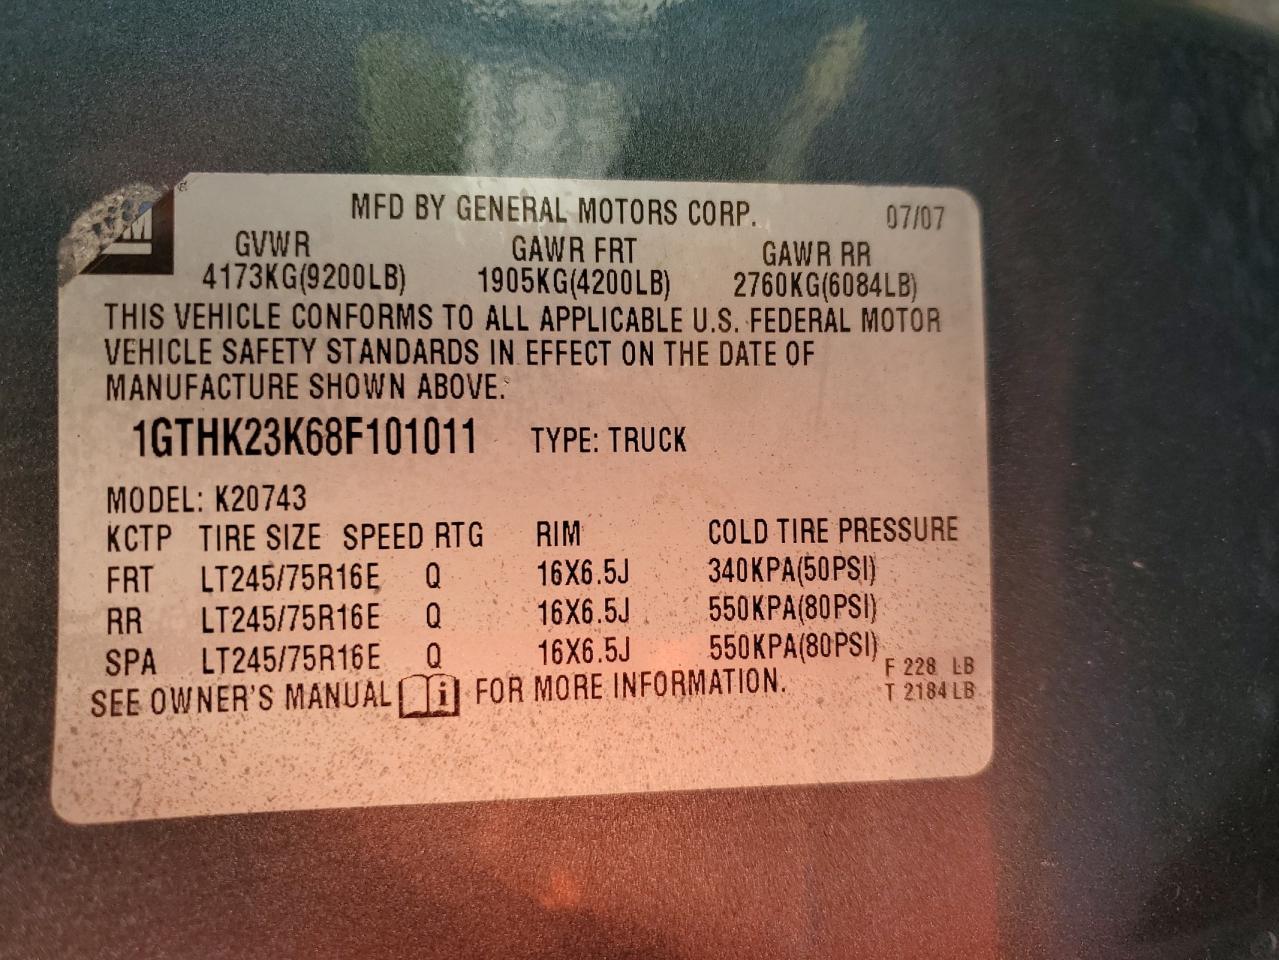 GM
MFD BY GENERAL MOTORS CORP. 07/07
GVWR GAWR FRT GAWR RR
4173KG(9200LB) 1905KG(4200LB) 2760KG(6084LB)
THIS VEHICLE CONFORMS TO ALL APPLICABLE U.S. FEDERAL MOTOR
VEHICLE SAFETY STANDARDS IN EFFECT ON THE DATE OF
MANUFACTURE SHOWN ABOVE.
1GTHK23K68F101011 TYPE: TRUCK
MODEL: K20743
KCTP TIRE SIZE SPEED RTG RIM COLD TIRE PRESSURE
FRT LT245/75R16E Q 16X6.5J 340KPA(50PSI)
RR LT245/75R16E Q 16X6.5J 550KPA(80PSI)
SPA LT245/75R16E Q 16X6.5J 550KPA(80PSI)
F 228 LB
SEE OWNER'S MANUAL i FOR MORE INFORMATION. T 2184LB